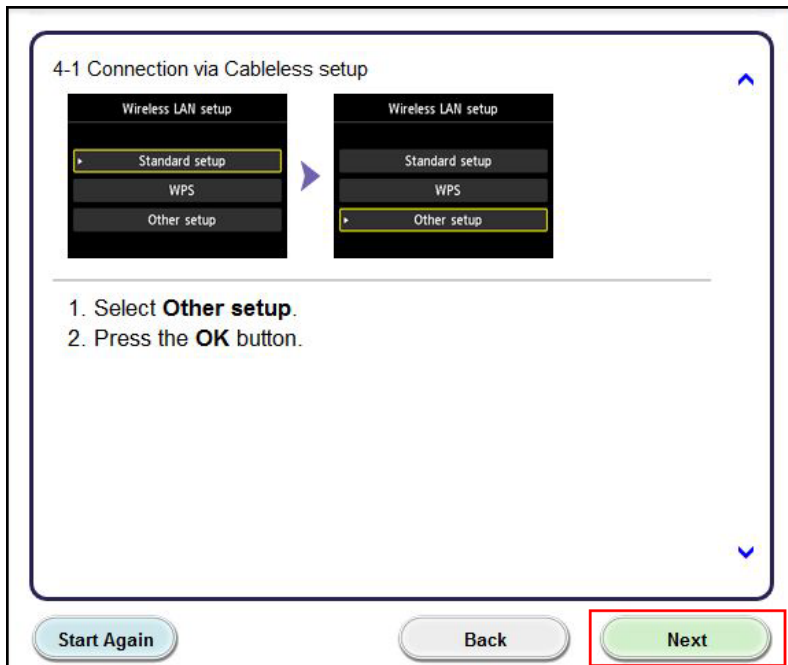 4-1 Connection via Cableless setup
Wireless LAN setup
Standard setup
WPS
Other setup
Wireless LAN setup
Standard setup
WPS
Other setup
1. Select Other setup.
2. Press the OK button.
Start Again
Back
Next